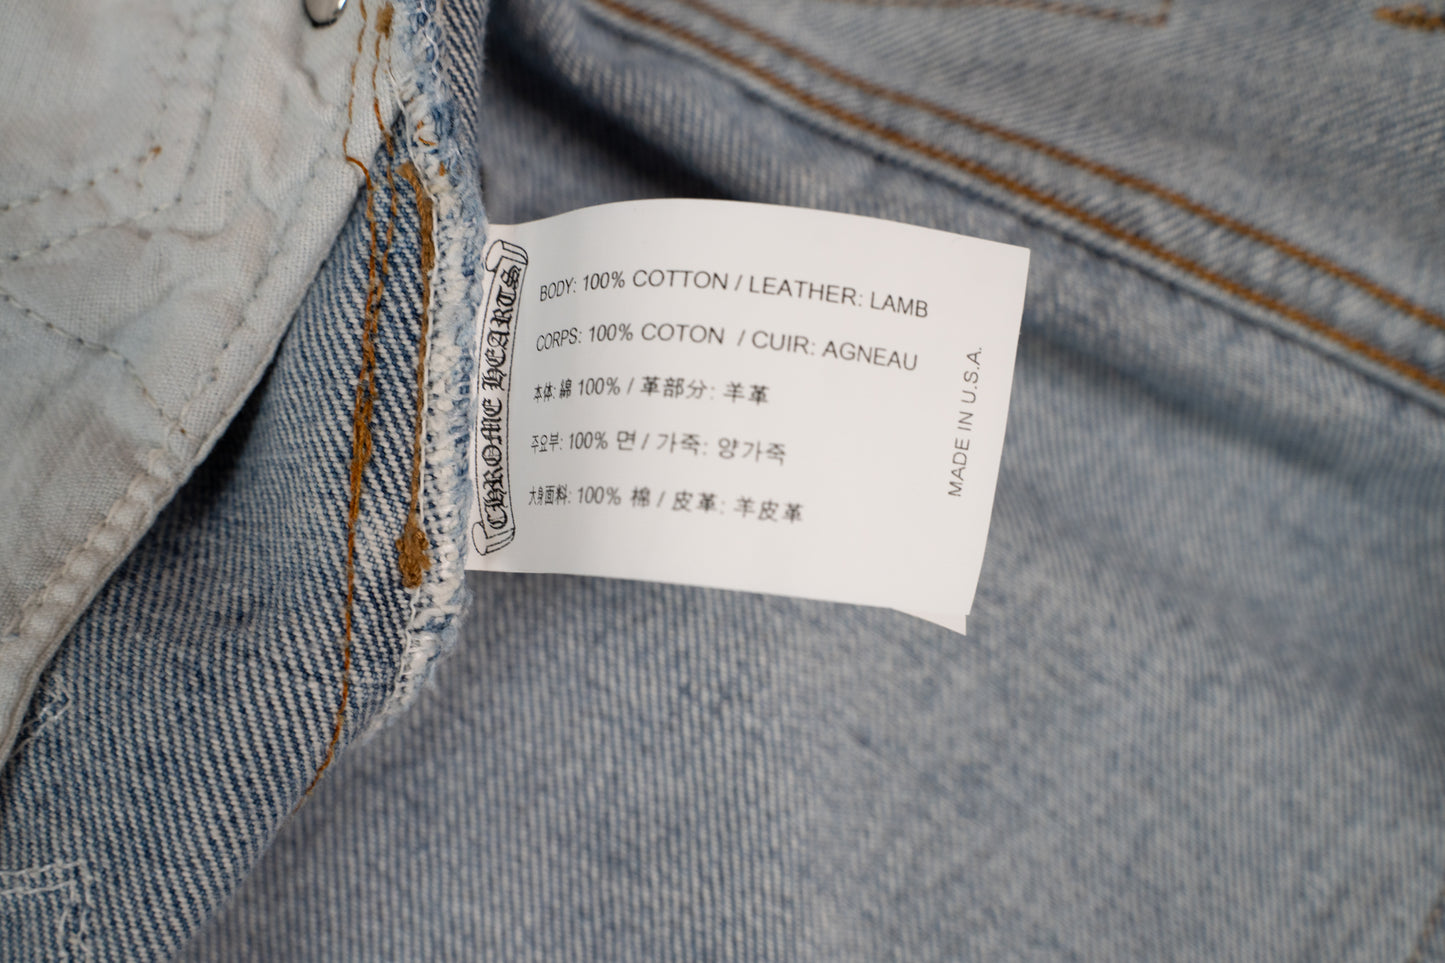 CHROME HEARTS
BODY: 100% COTTON / LEATHER: LAMB
CORPS: 100% COTON / CUIR: AGNEAU
本体: 綿 100% / 革部分: 羊革
주요부: 100% 면 / 가죽: 양가죽
大身面料: 100% 棉 / 皮革: 羊皮革
MADE IN U.S.A.